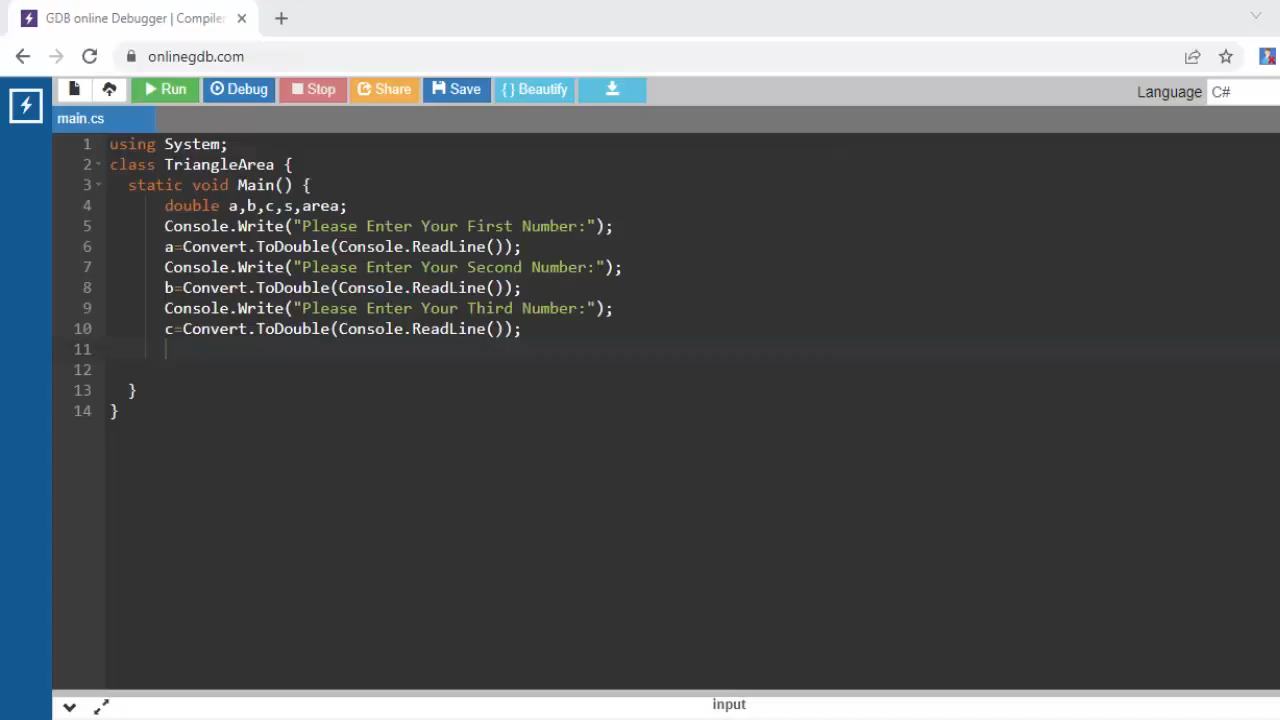 GDB online Debugger | Compiler
onlinegdb.com
Run Debug Stop Share Save { } Beautify Language C#
main.cs
1 using System;
2 class TriangleArea {
3 static void Main() {
4 double a,b,c,s,area;
5 Console.Write("Please Enter Your First Number:");
6 a=Convert.ToDouble(Console.ReadLine());
7 Console.Write("Please Enter Your Second Number:");
8 b=Convert.ToDouble(Console.ReadLine());
9 Console.Write("Please Enter Your Third Number:");
10 c=Convert.ToDouble(Console.ReadLine());
11
12
13 }
14 }
input